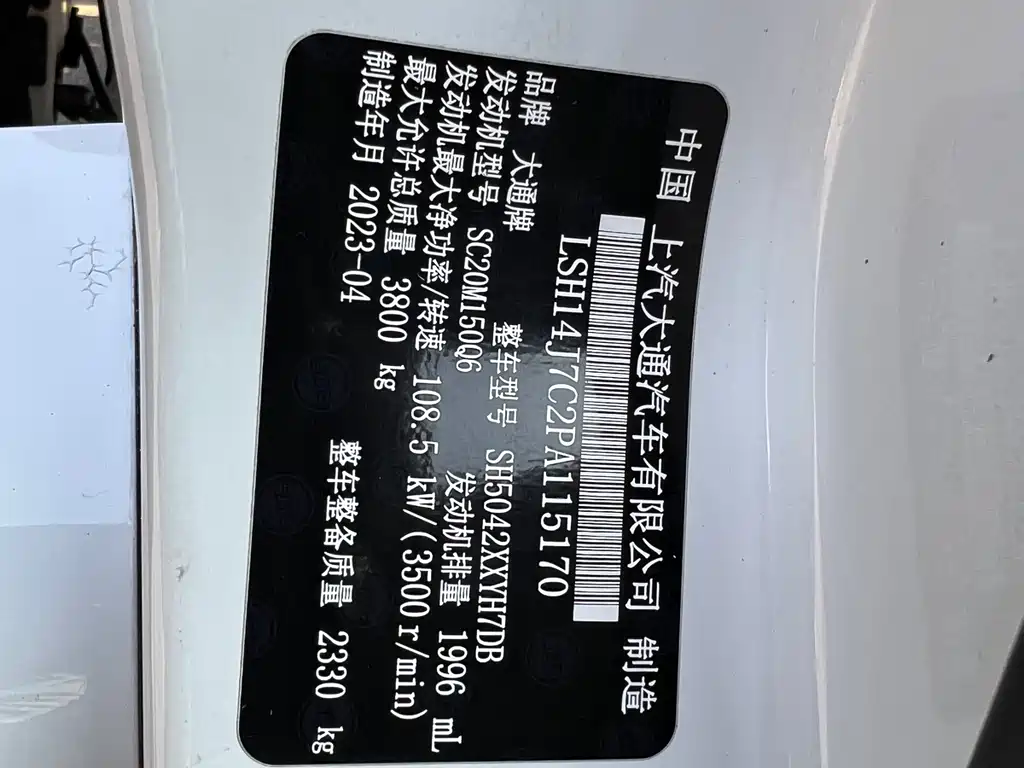 中国 上汽大通汽车有限公司 制造
LSH14J7C2PA115170
品牌 大通牌 整车型号 SH5042XXYH7DB
发动机型号 SC20M150Q6 发动机排量 1996 mL
发动机最大净功率/转速 108.5 kW/(3500r/min)
最大允许总质量 3800 kg
制造年月 2023-04 整车整备质量 2330 kg